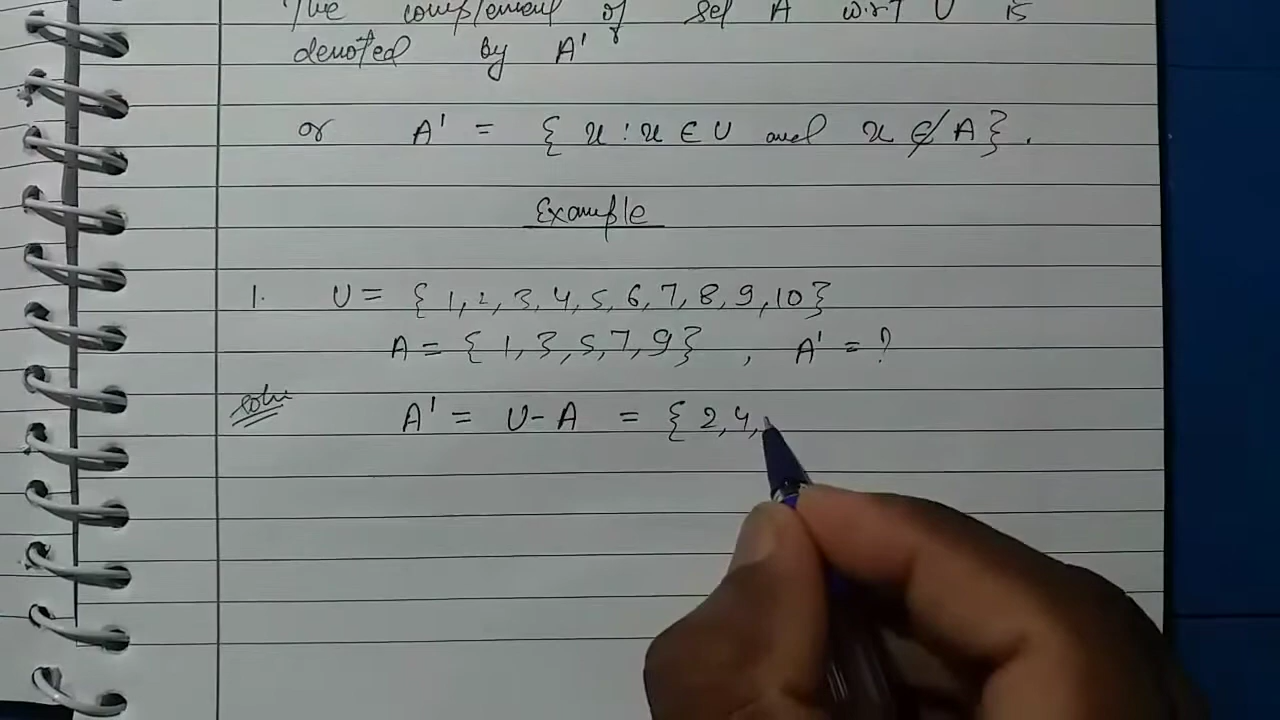 The complement of set A w.r.t U is
denoted by A'
or A' = { x : x ∈ U and x ∉ A}.
Example
1. U = { 1, 2, 3, 4, 5, 6, 7, 8, 9, 10}
A = { 1, 3, 5, 7, 9} , A' = ?
Soln A' = U - A = { 2, 4,